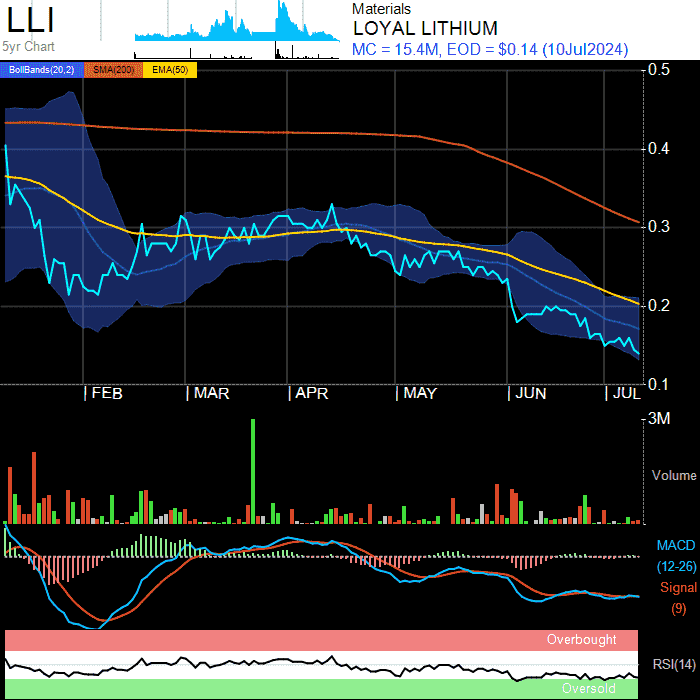 LLI
5yr Chart
Materials
LOYAL LITHIUM
MC = 15.4M, EOD = $0.14 (10Jul2024)
BollBands(20,2) SMA(200) EMA(50)
0.5
0.4
0.3
0.2
0.1
FEB MAR APR MAY JUN JUL
3M
Volume
MACD
(12-26)
Signal
(9)
Overbought
RSI(14)
Oversold